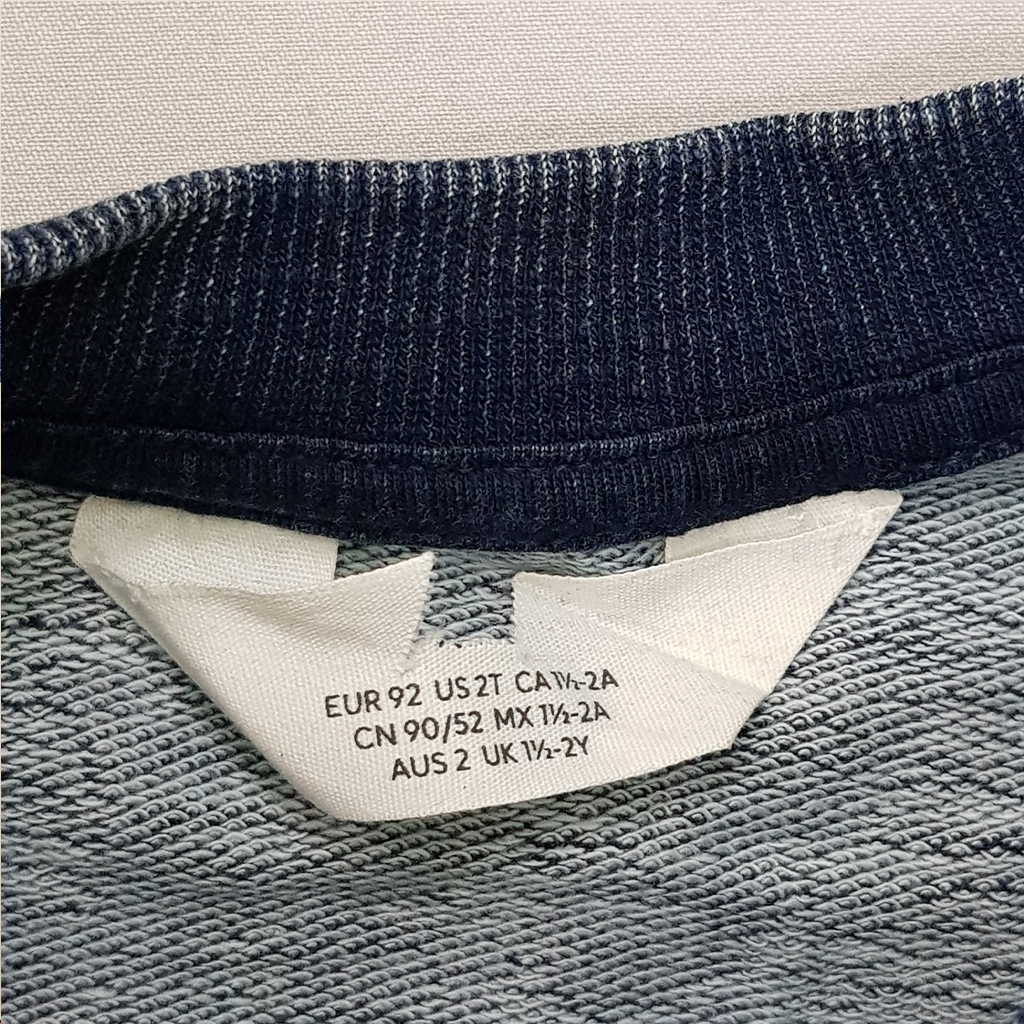 EUR 92 US 2T CA 1½-2A
CN 90/52 MX 1½-2A
AUS 2 UK 1½-2Y